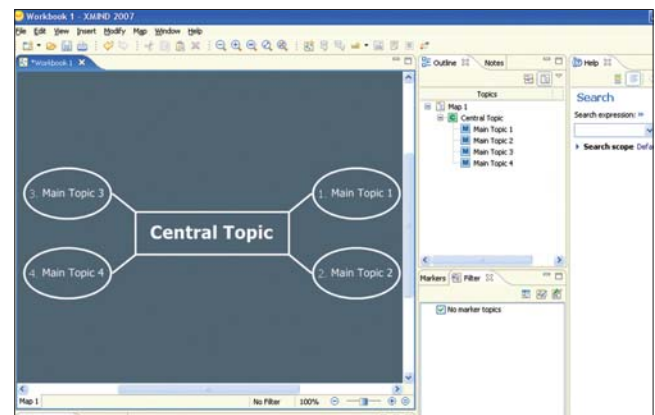 Workbook 1 - XMIND 2007
File Edit View Insert Modify Map Window Help
*Workbook 1
Outline Notes
Help
Topics
Map 1
Central Topic
Main Topic 1
Main Topic 2
Main Topic 3
Main Topic 4
Search
Search expression: »
Search scope Defa
3. Main Topic 3
1. Main Topic 1
Central Topic
4. Main Topic 4
2. Main Topic 2
Markers Filter
No marker topics
Map 1
No Filter 100%